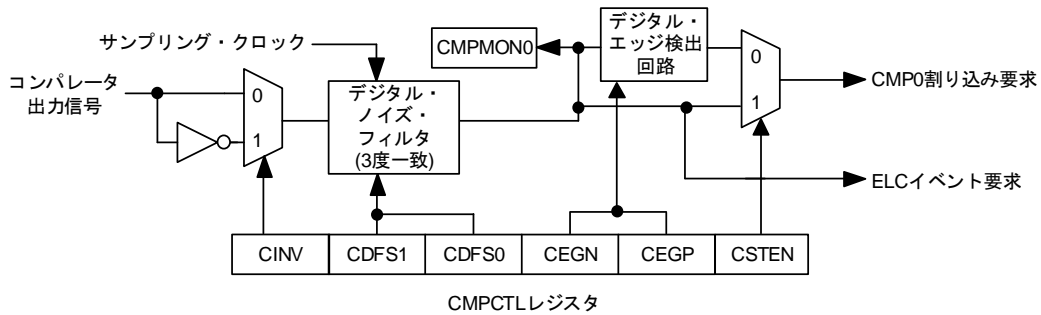 サンプリング・クロック
コンパレータ
出力信号
0
1
デジタル・
ノイズ・
フィルタ
(3度一致)
CMPMON0
デジタル・
エッジ検出
回路
0
1
CMP0割り込み要求
ELCイベント要求
CINV
CDFS1
CDFS0
CEGN
CEGP
CSTEN
CMPCTLレジスタ